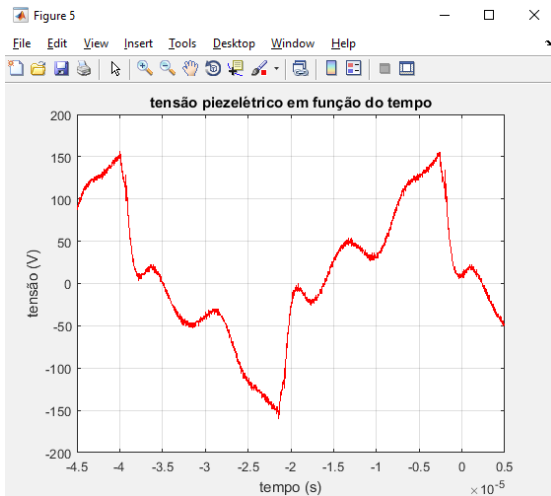 Figure 5
File Edit View Insert Tools Desktop Window Help
tensão piezelétrico em função do tempo
200
150
100
50
0
-50
-100
-150
-200
tensão (V)
-4.5 -4 -3.5 -3 -2.5 -2 -1.5 -1 -0.5 0 0.5
tempo (s)
×10⁻⁵